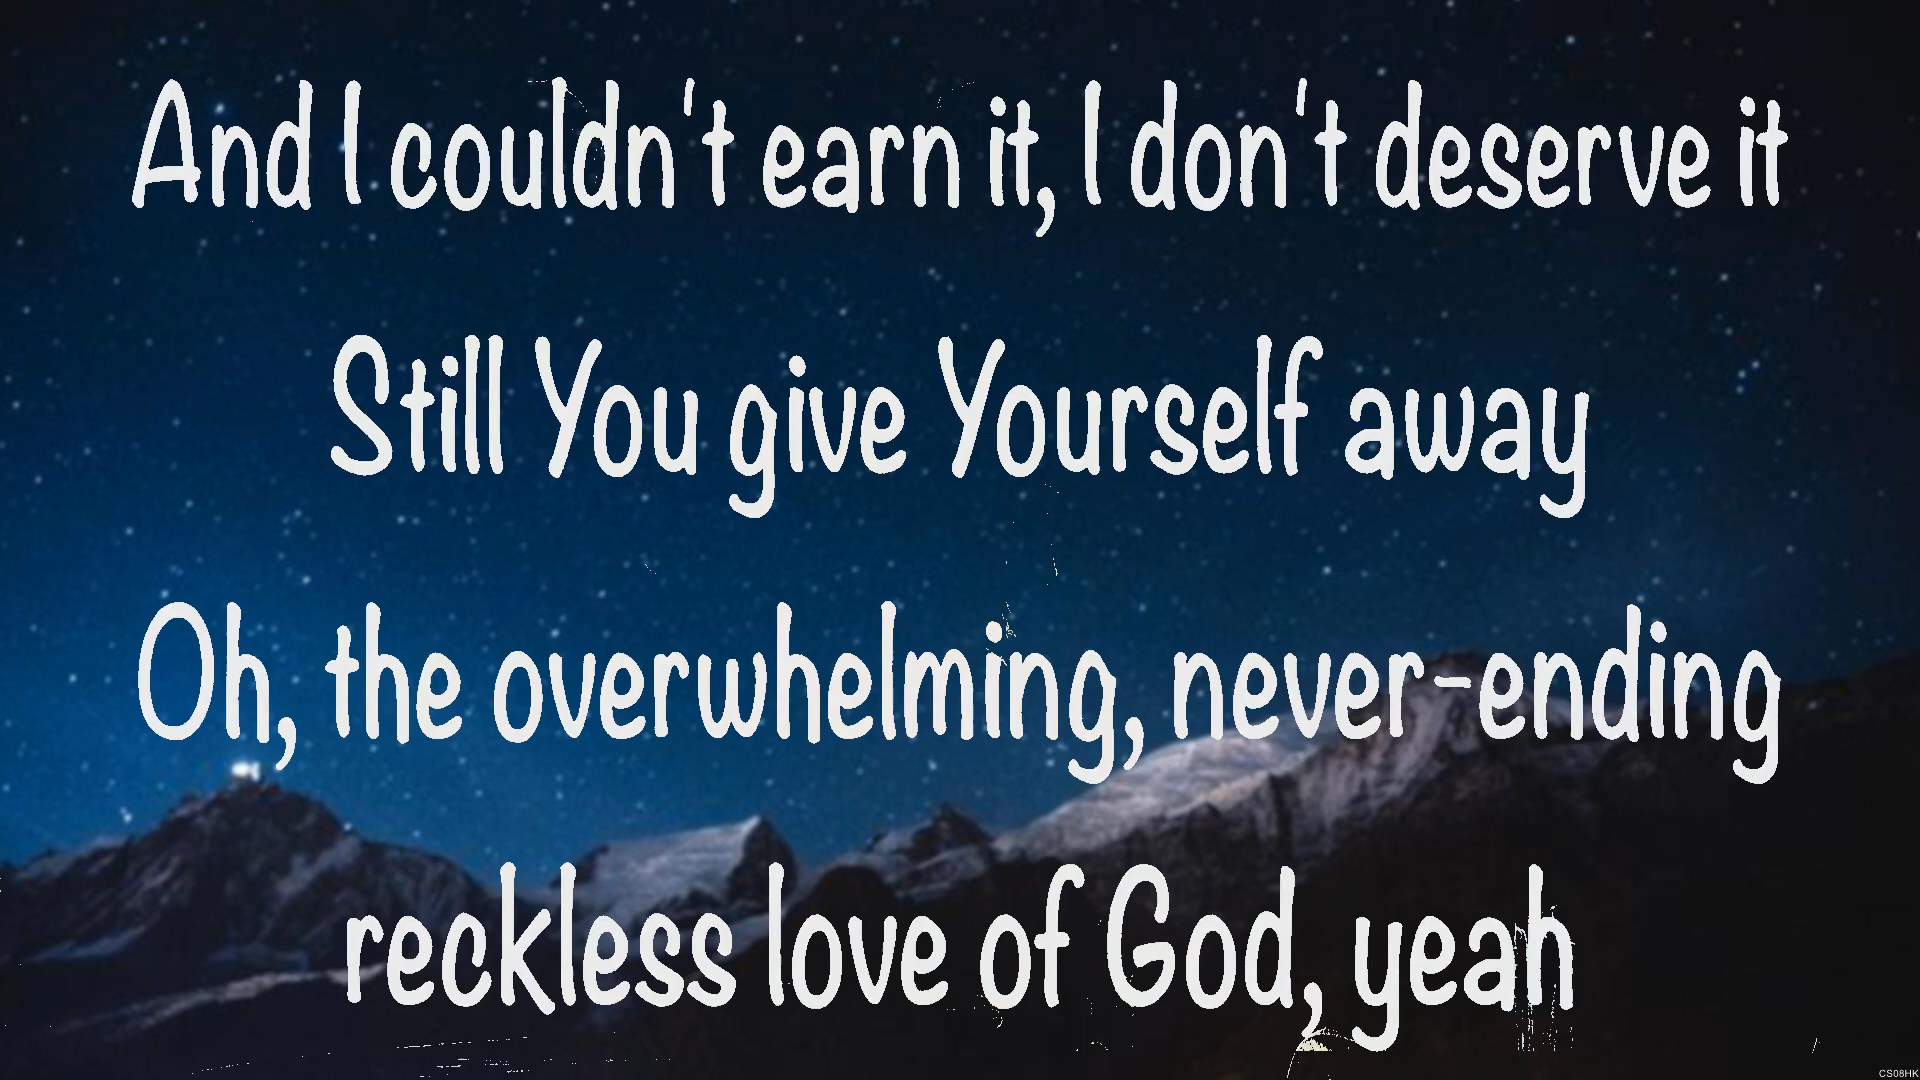 And I couldn't earn it, I don't deserve it
Still You give Yourself away
Oh, the overwhelming, never-ending
reckless love of God, yeah
CS08HK